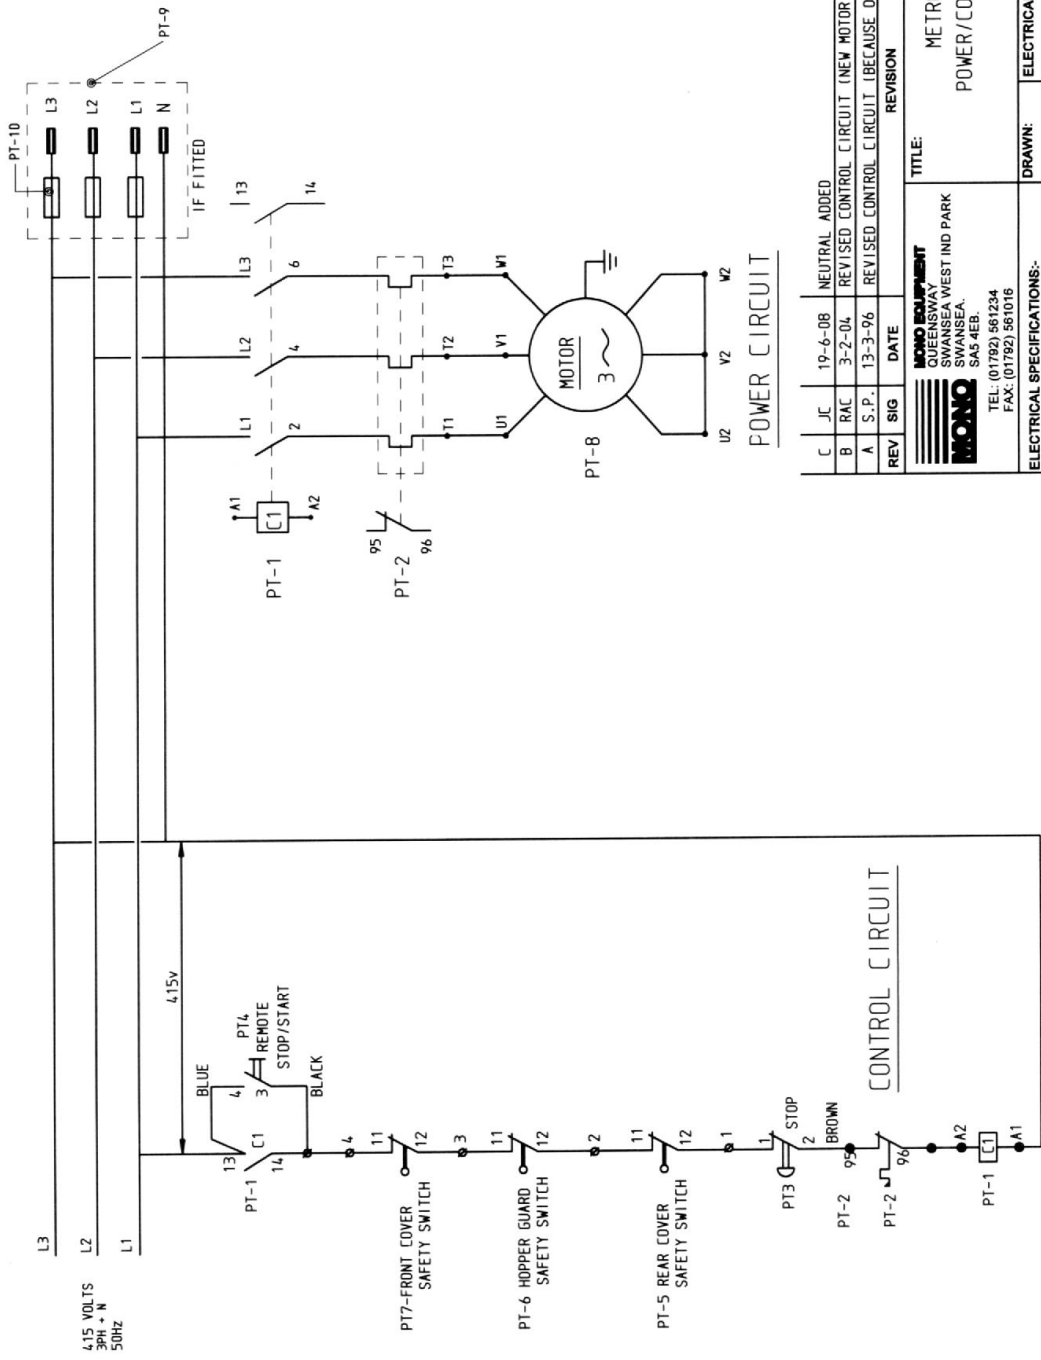 415 VOLTS
3PH + N
50Hz
L3
L2
L1
415v
BLUE
4
3
PT4
REMOTE
STOP/START
BLACK
13
C1
14
PT-1
4
11
12
PT7-FRONT COVER
SAFETY SWITCH
3
11
12
PT-6 HOPPER GUARD
SAFETY SWITCH
2
11
12
PT-5 REAR COVER
SAFETY SWITCH
1
1
STOP
2
PT3
BROWN
95
PT-2
96
PT-2
A2
C1
PT-1
A1
CONTROL CIRCUIT
PT-10
PT-9
L3
L2
L1
N
IF FITTED
L1
L2
L3
13
2
4
6
14
A1
C1
A2
PT-1
95
96
PT-2
T1
T2
T3
U1
V1
W1
MOTOR
3
PT-8
U2
V2
W2
POWER CIRCUIT
C JC 19-6-08 NEUTRAL ADDED
B RAC 3-2-04 REVISED CONTROL CIRCUIT (NEW MOTOR
A S.P. 13-3-96 REVISED CONTROL CIRCUIT (BECAUSE O
REV SIG DATE REVISION
MONO
MONO EQUIPMENT
QUEENSWAY
SWANSEA WEST IND PARK
SWANSEA.
SA5 4EB.
TEL: (01792) 561234
FAX: (01792) 561016
TITLE:
METR
POWER/CO
ELECTRICAL SPECIFICATIONS:-
DRAWN:
ELECTRICA